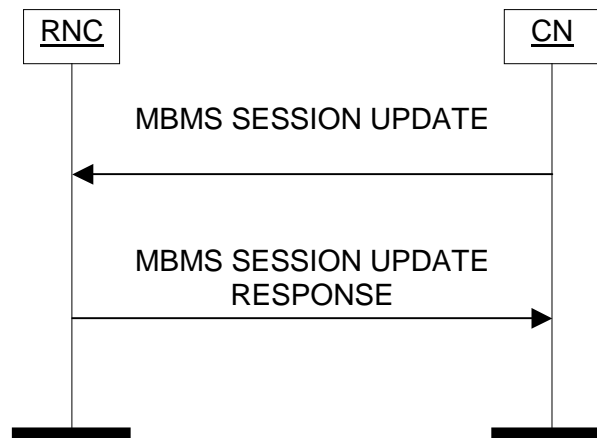 RNC
CN
MBMS SESSION UPDATE
MBMS SESSION UPDATE
RESPONSE